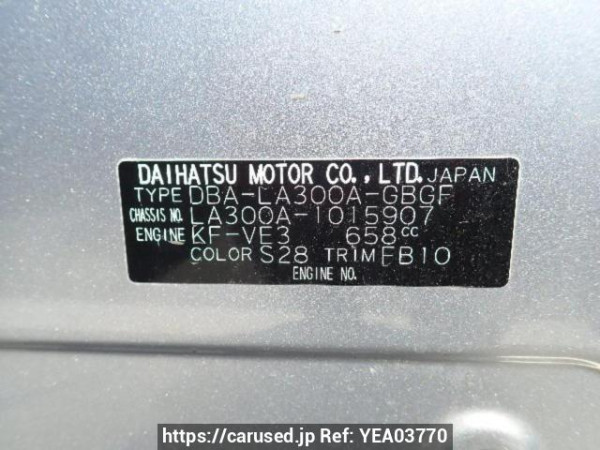 DAIHATSU MOTOR CO., LTD. JAPAN
TYPE DBA-LA300A-GBGF
CHASSIS NO. LA300A-1015907
ENGINE KF-VE3 658cc
COLOR S28 TRIM FB10
ENGINE NO.
https://carused.jp Ref: YEA03770